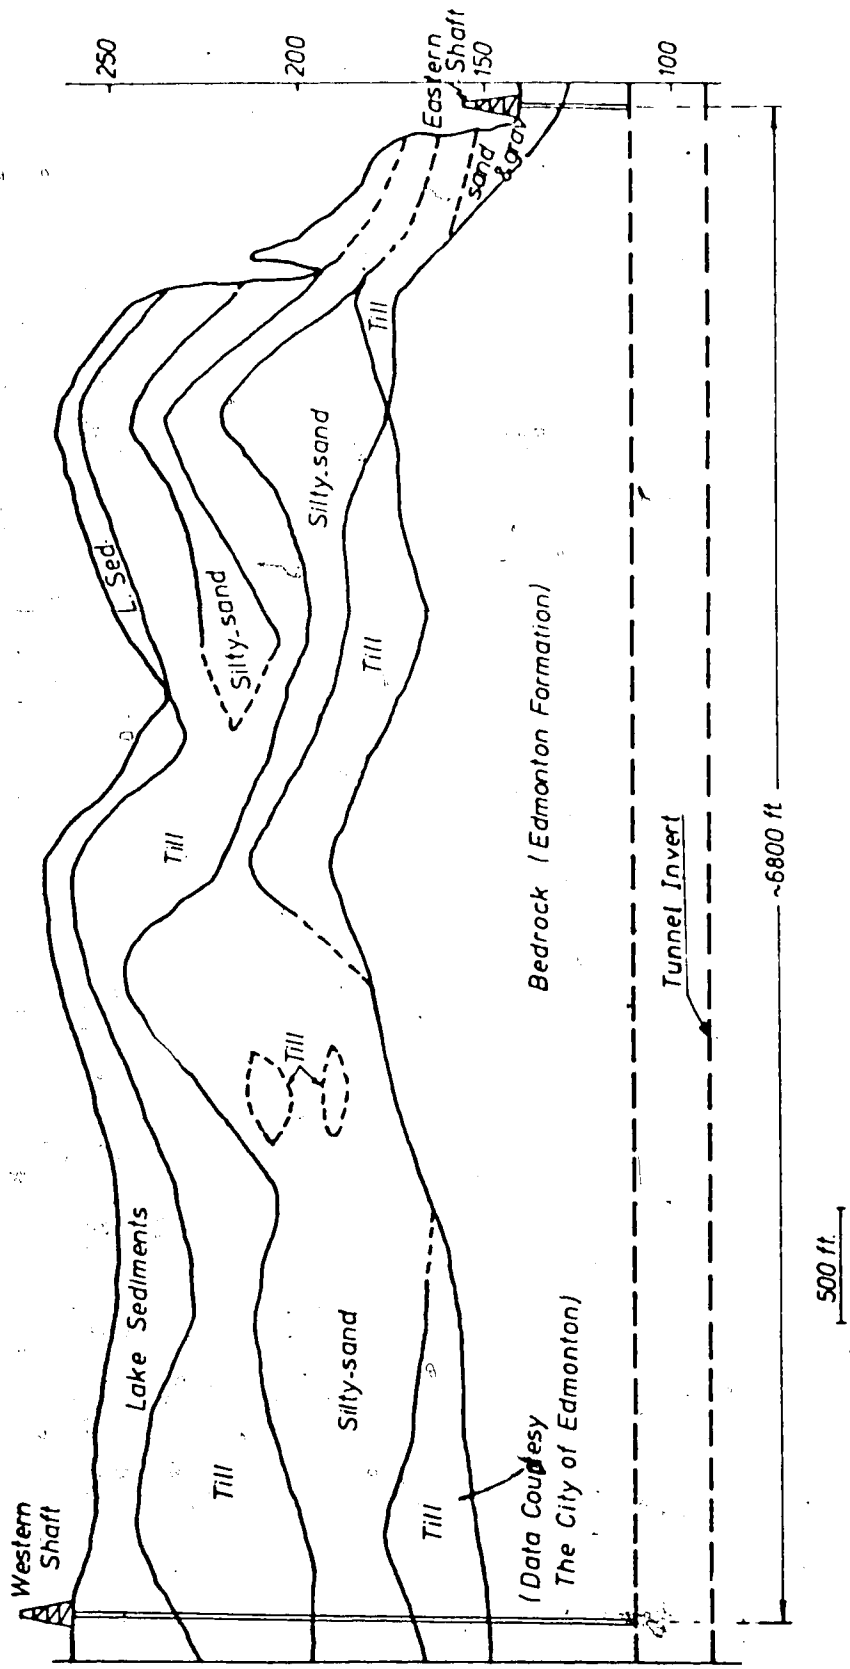 Western
Shaft
Lake Sediments
Till
L. Sed.
Silty-sand
Eastern
Shaft
250
200
150
100
Till
Silty-sand
Till
Till
Silty-sand
Till
Till
sand
& grav
Till
Bedrock (Edmonton Formation)
(Data Courtesy
The City of Edmonton)
Tunnel Invert
~6800 ft
500 ft.